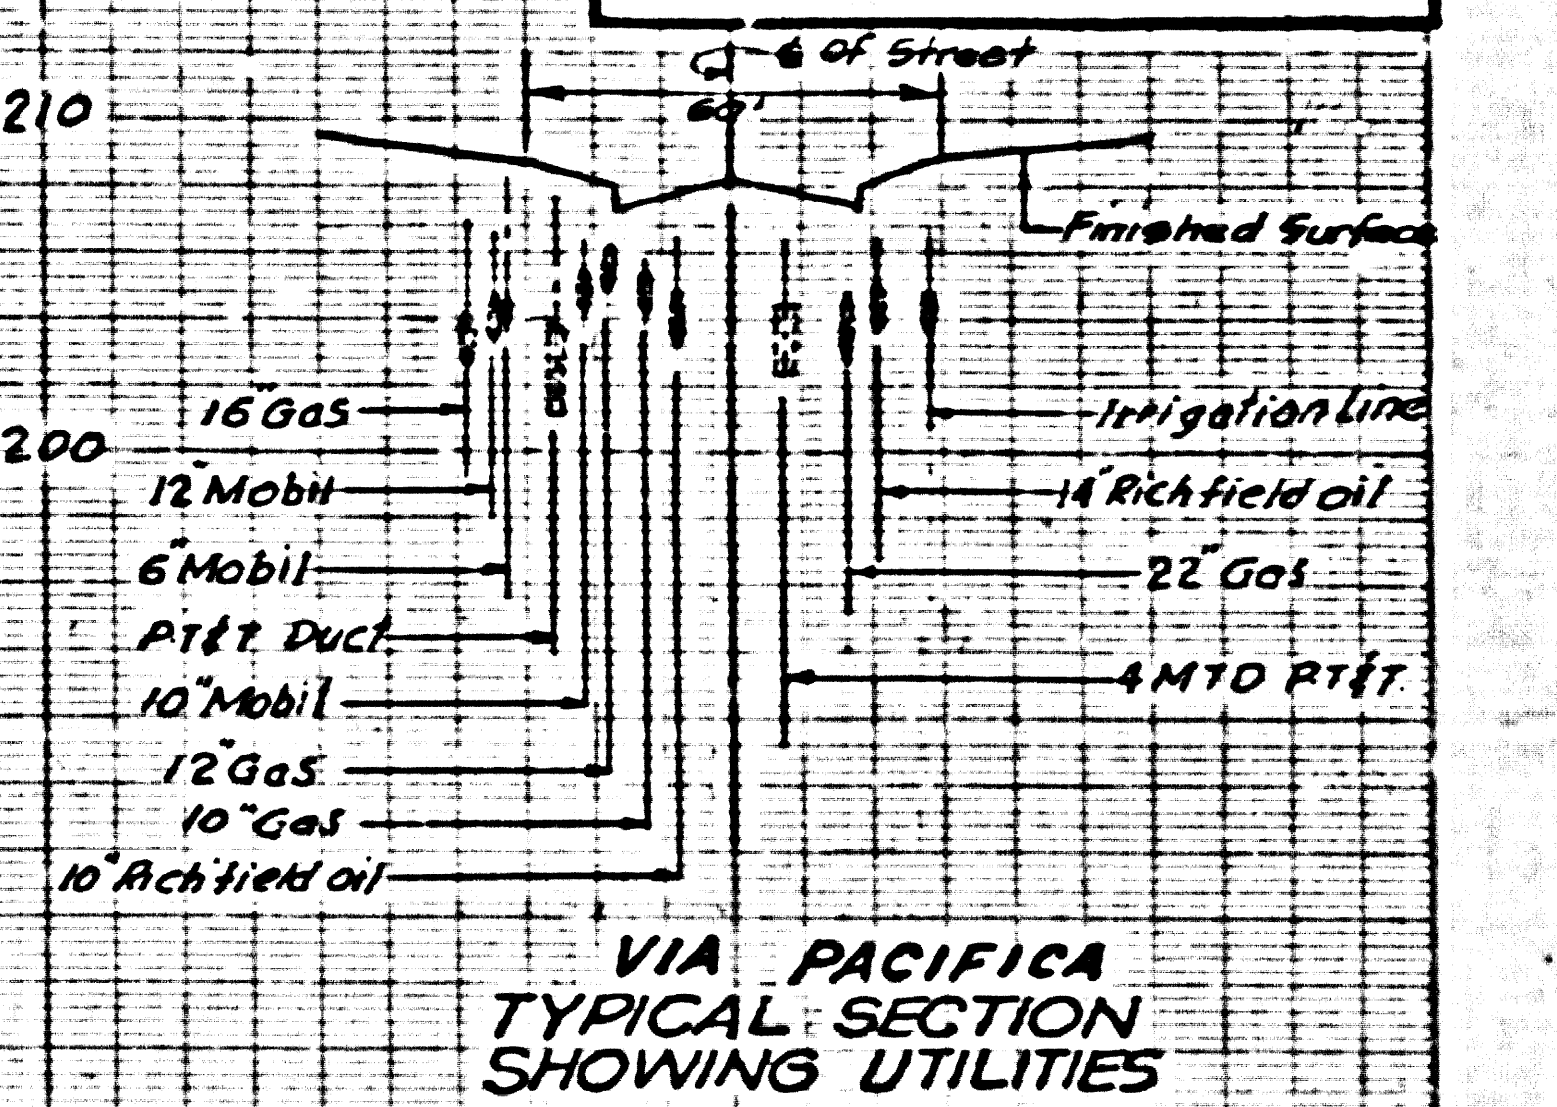 ℄ Of Street
60'
210
Finished Surface
16" Gas
Irrigation Line
200
12" Mobil
14" Richfield oil
6" Mobil
22" Gas
P.T.&T. Duct.
4 MTD P.T.&T.
10" Mobil
12" Gas
10" Gas
10" Richfield oil
VIA PACIFICA
TYPICAL SECTION
SHOWING UTILITIES